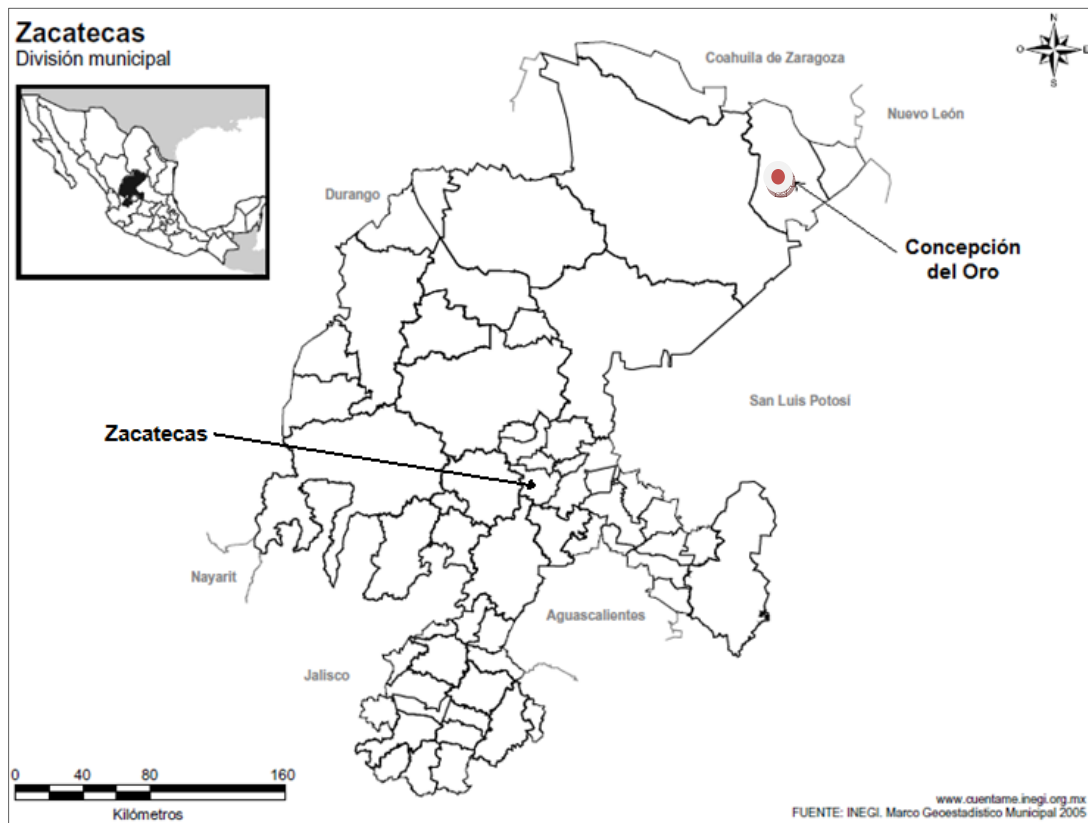 Zacatecas
División municipal
N
O
E
S
Coahuila de Zaragoza
Nuevo León
Durango
Concepción
del Oro
San Luis Potosí
Zacatecas
Nayarit
Aguascalientes
Jalisco
0 40 80 160
Kilómetros
www.cuentame.inegi.org.mx
FUENTE: INEGI. Marco Geoestadístico Municipal 2005